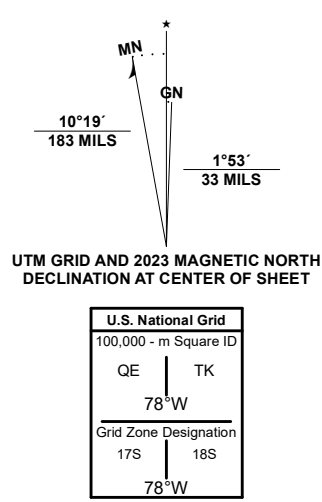 MN
GN
10°19´
183 MILS
1°53´
33 MILS
UTM GRID AND 2023 MAGNETIC NORTH
DECLINATION AT CENTER OF SHEET
U.S. National Grid
100,000 - m Square ID
QE TK
78°W
Grid Zone Designation
17S 18S
78°W